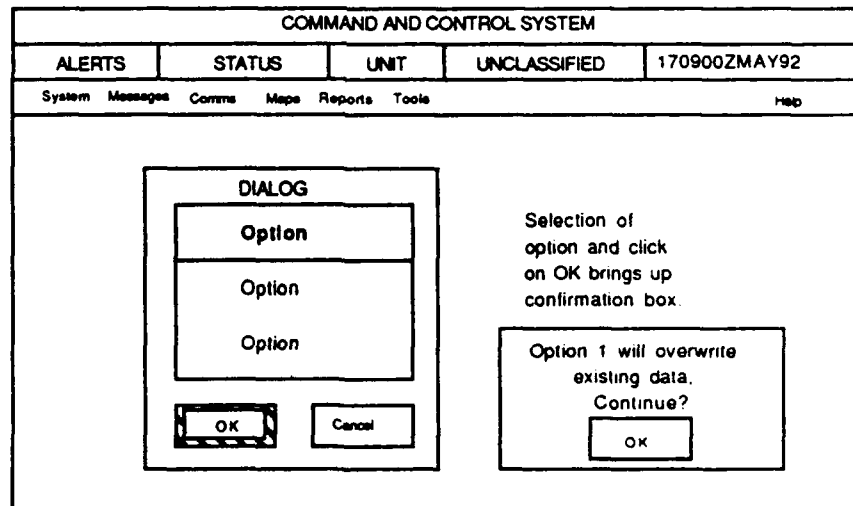 COMMAND AND CONTROL SYSTEM
ALERTS STATUS UNIT UNCLASSIFIED 170900ZMAY92
System Messages Comms Maps Reports Tools Help
DIALOG
Option
Option
Option
OK Cancel
Selection of
option and click
on OK brings up
confirmation box.
Option 1 will overwrite
existing data,
Continue?
OK